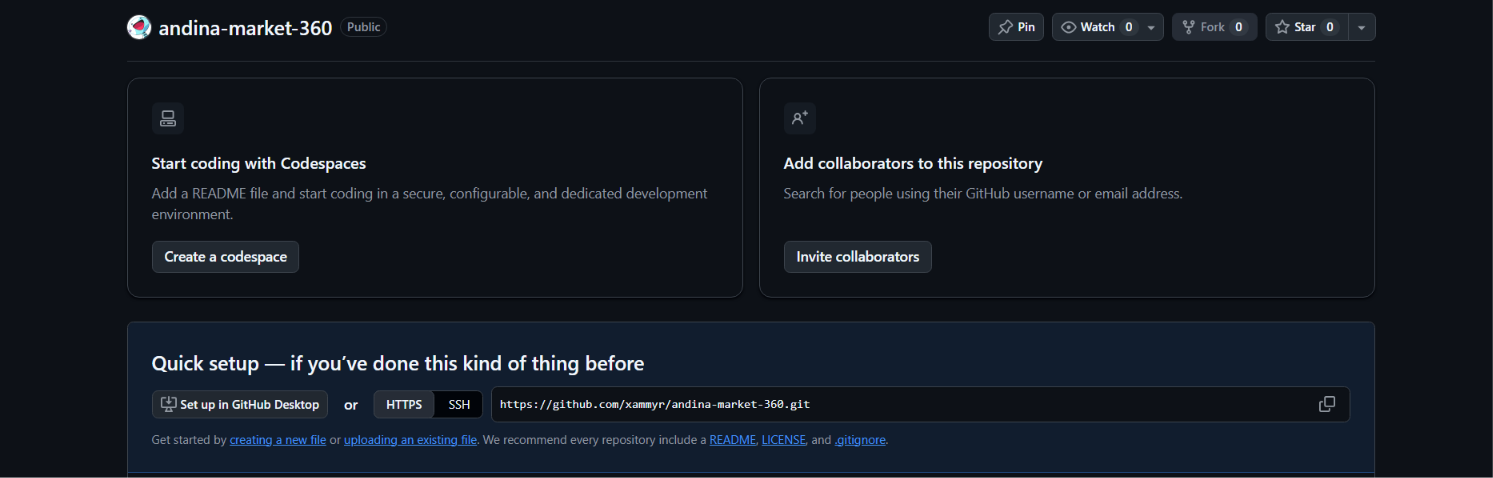 andina-market-360 Public Pin Watch 0 Fork 0 Star 0
Start coding with Codespaces
Add a README file and start coding in a secure, configurable, and dedicated development
environment.
Create a codespace
Add collaborators to this repository
Search for people using their GitHub username or email address.
Invite collaborators
Quick setup — if you’ve done this kind of thing before
Set up in GitHub Desktop or HTTPS SSH https://github.com/xammyr/andina-market-360.git
Get started by creating a new file or uploading an existing file. We recommend every repository include a README, LICENSE, and .gitignore.